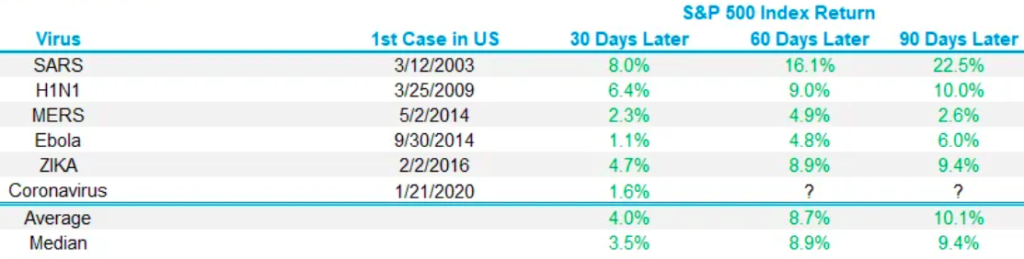 S&P 500 Index Return
Virus 1st Case in US 30 Days Later 60 Days Later 90 Days Later
SARS 3/12/2003 8.0% 16.1% 22.5%
H1N1 3/25/2009 6.4% 9.0% 10.0%
MERS 5/2/2014 2.3% 4.9% 2.6%
Ebola 9/30/2014 1.1% 4.8% 6.0%
ZIKA 2/2/2016 4.7% 8.9% 9.4%
Coronavirus 1/21/2020 1.6% ? ?
Average 4.0% 8.7% 10.1%
Median 3.5% 8.9% 9.4%